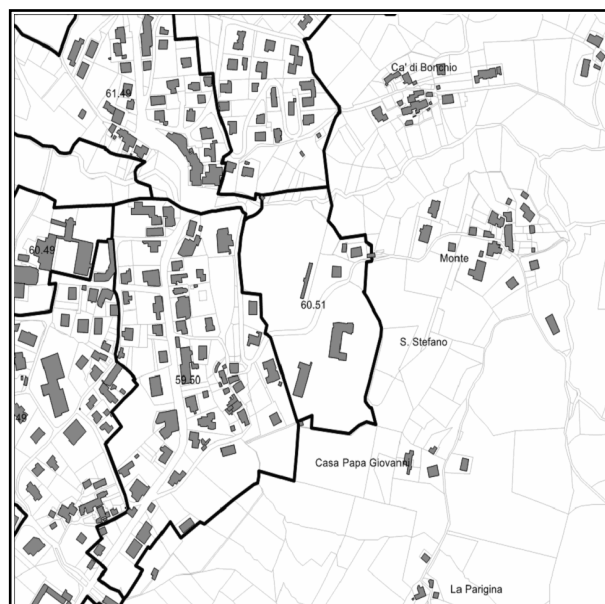 Ca' di Bonchio
61.49
60.49
Monte
60.51
S. Stefano
59.50
Casa Papa Giovanni
La Parigina